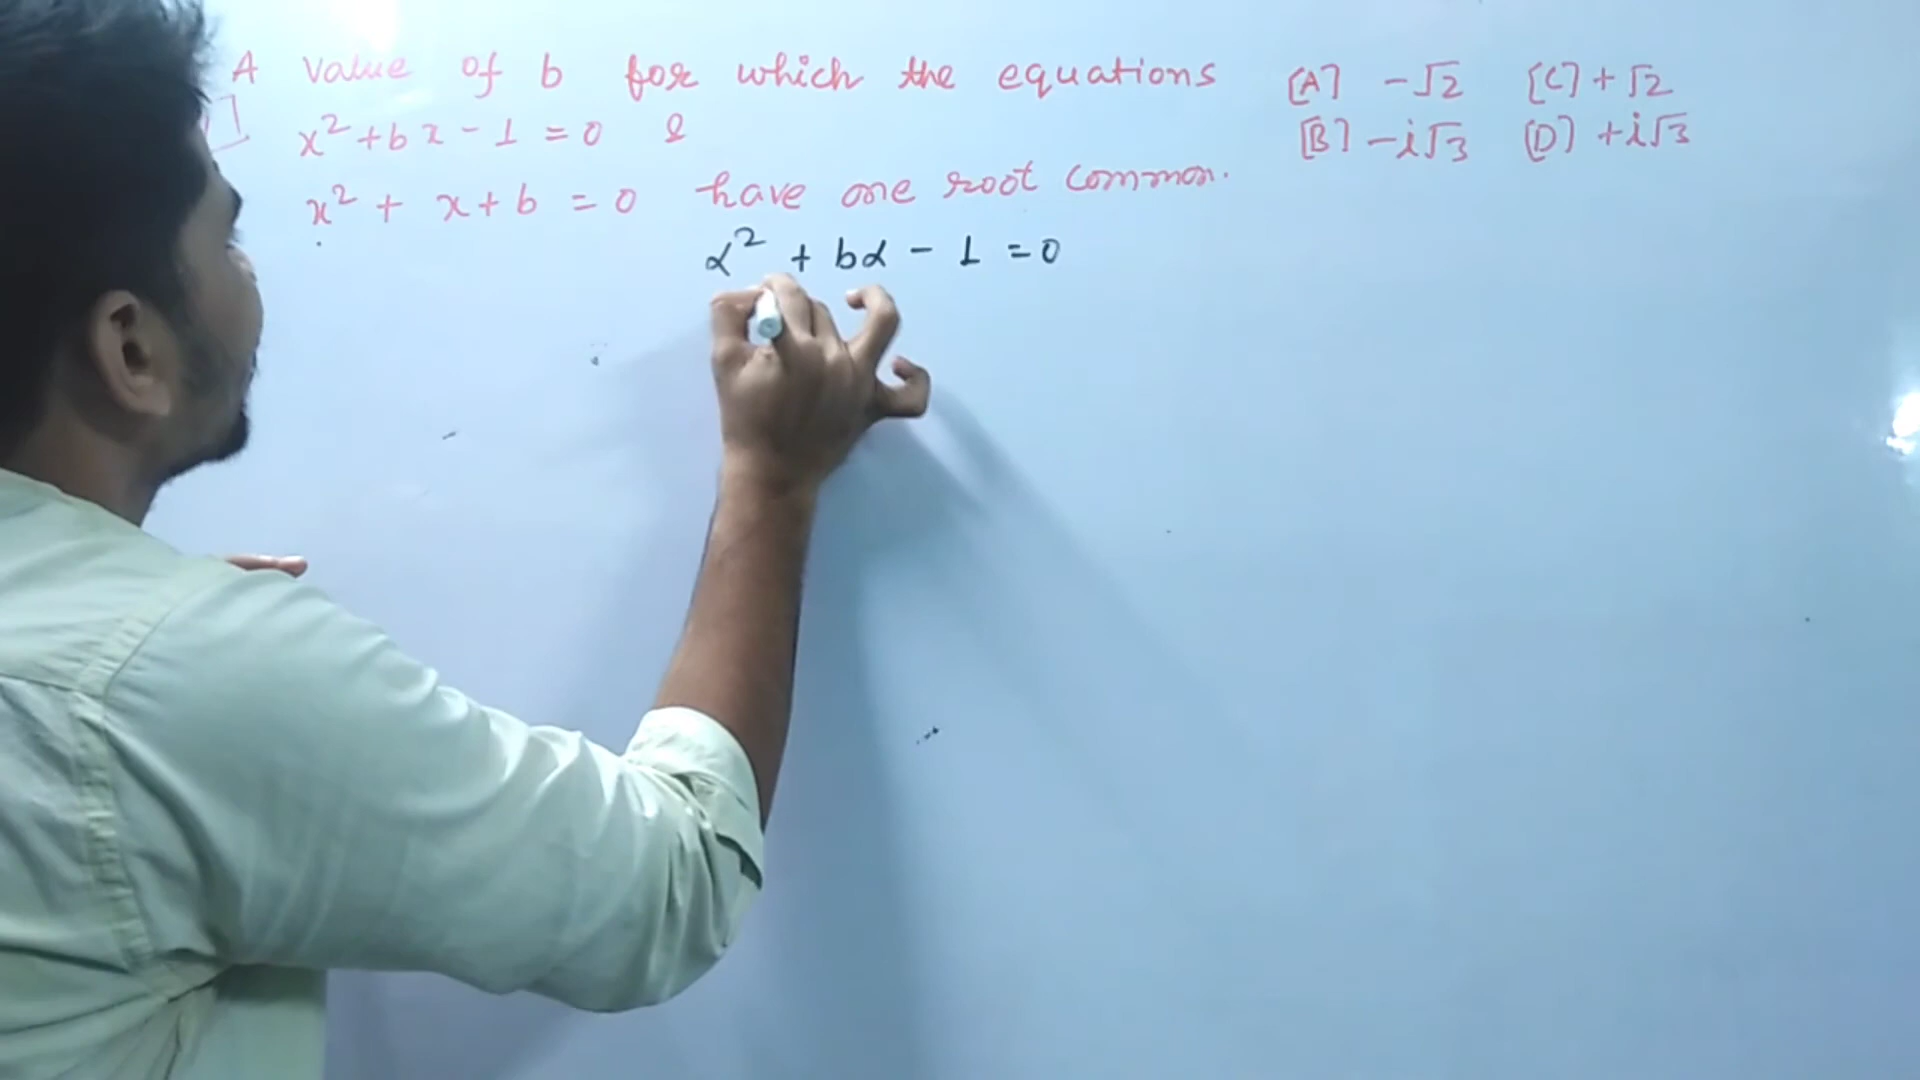 A value of b for which the equations
x² + bx - 1 = 0 &
x² + x + b = 0 have one root common.
[A] -√2 [C] +√2
[B] -i√3 [D] +i√3
α² + bα - 1 = 0